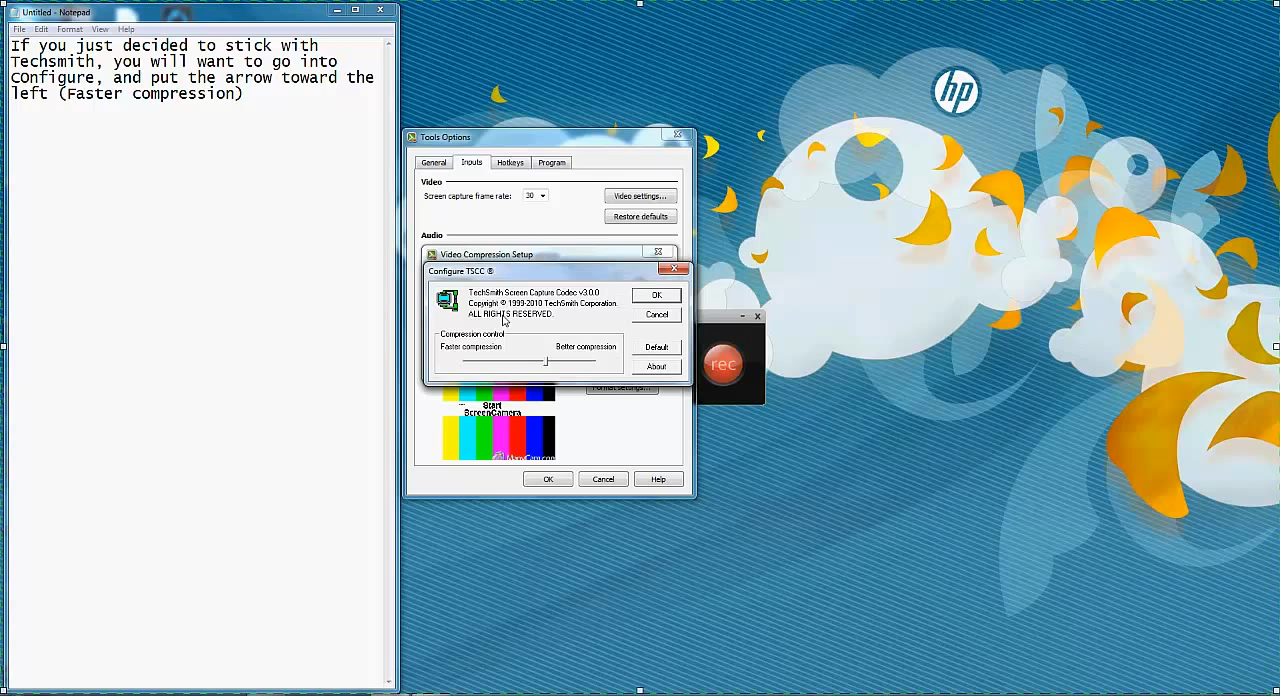 Untitled - Notepad
File Edit Format View Help
If you just decided to stick with
Techsmith, you will want to go into
COnfigure, and put the arrow toward the
left (Faster compression)
hp
Tools Options
General Inputs Hotkeys Program
Video
Screen capture frame rate: 30 Video settings...
Restore defaults
Audio
Video Compression Setup
Configure TSCC ®
TechSmith Screen Capture Codec v3.0.0
Copyright © 1999-2010 TechSmith Corporation.
ALL RIGHTS RESERVED.
OK
Cancel
Compression control
Faster compression Better compression
Default
About
rec
Format settings...
Start
ScreenCamera
ManyCam.com
OK Cancel Help